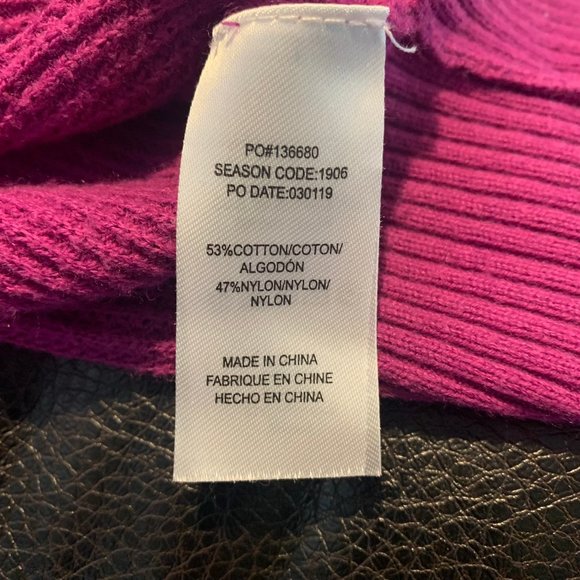 PO#136680
SEASON CODE:1906
PO DATE:030119
53%COTTON/COTON/
ALGODÓN
47%NYLON/NYLON/
NYLON
MADE IN CHINA
FABRIQUE EN CHINE
HECHO EN CHINA